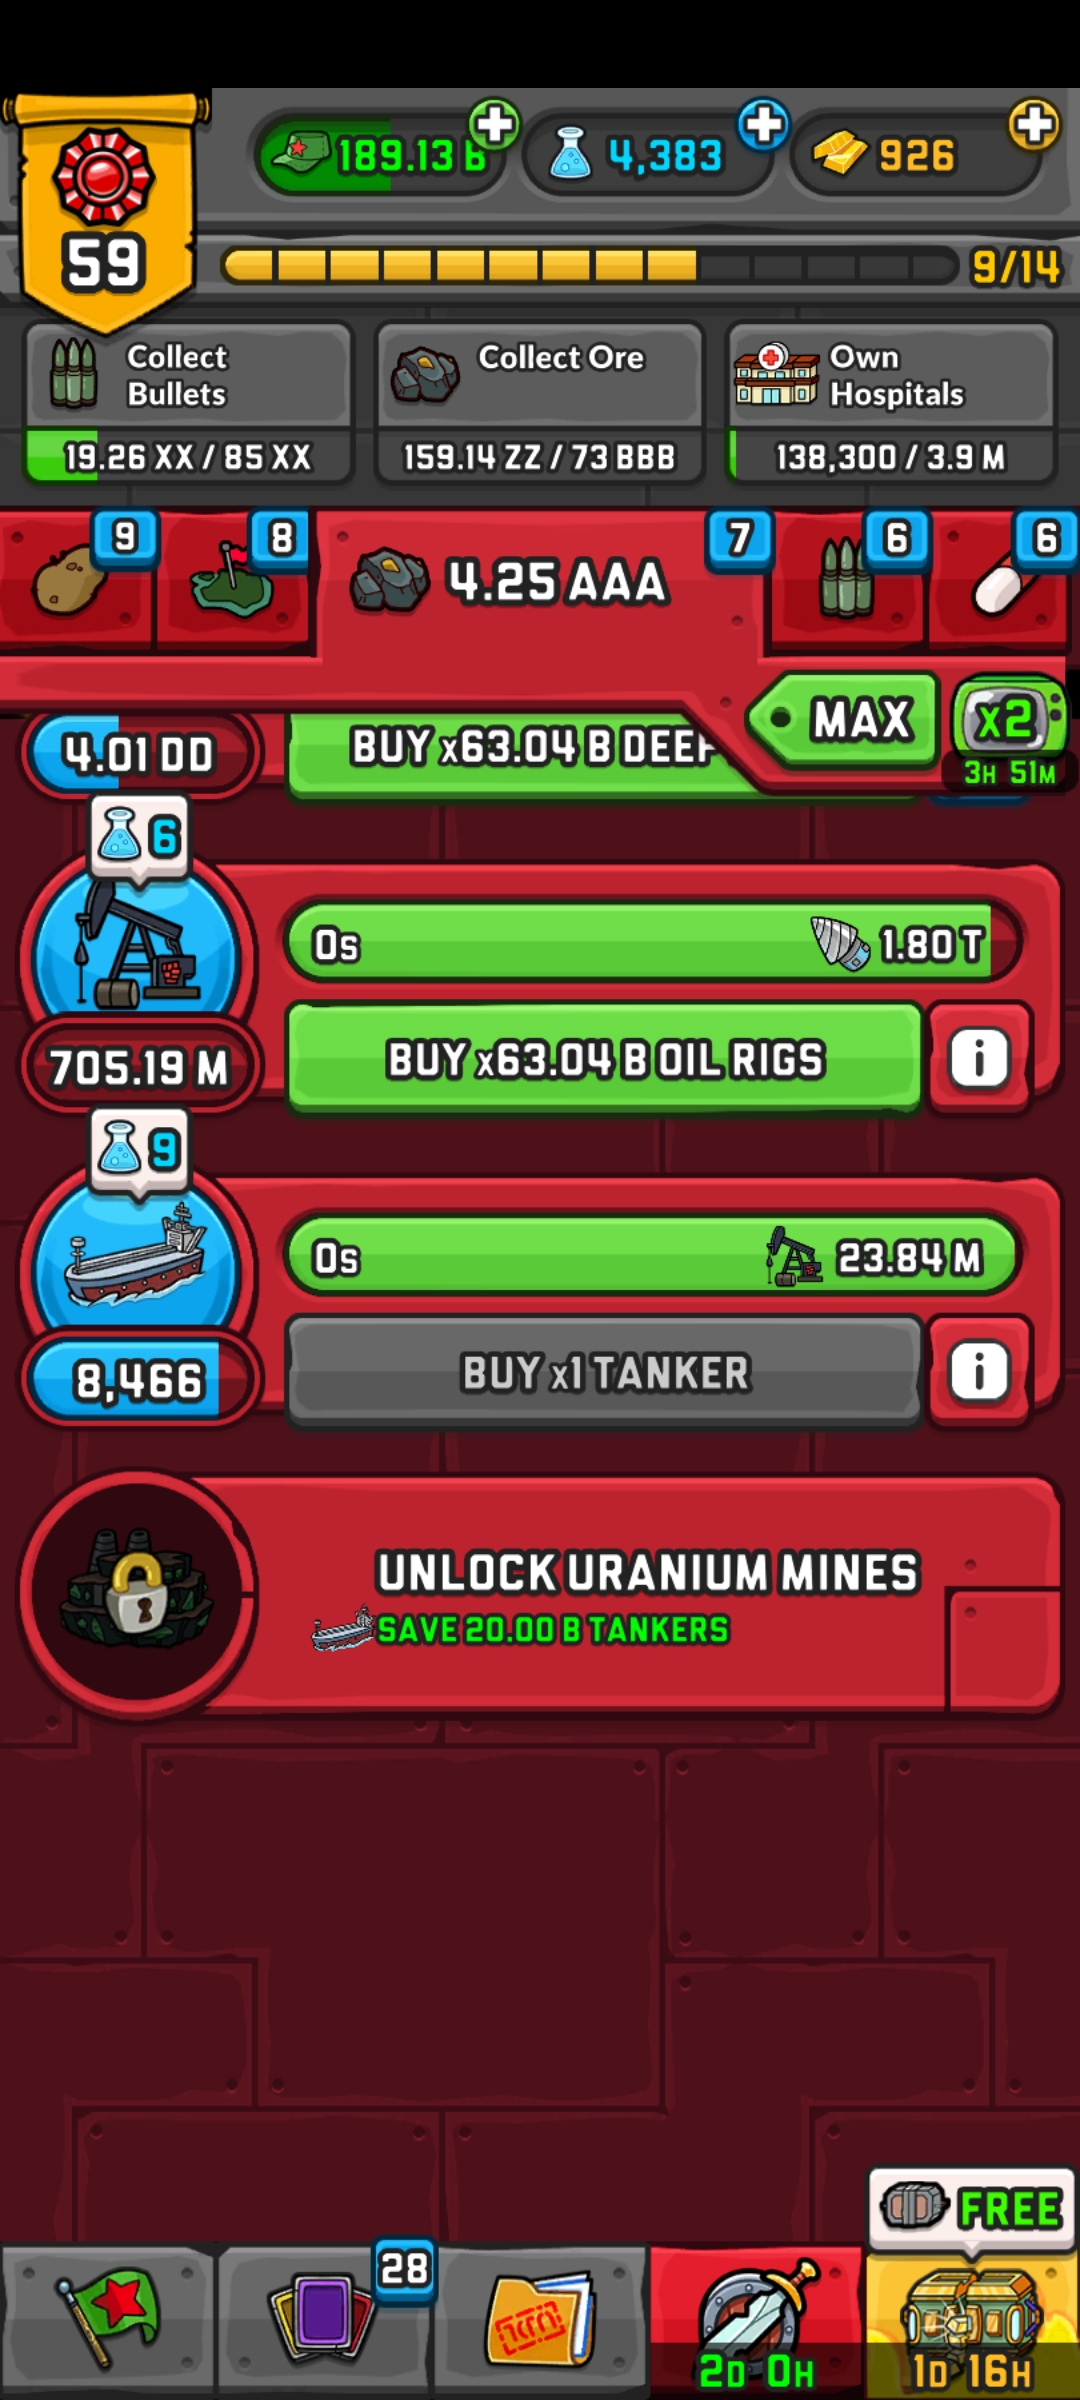 189.13 B
4,383
926
59
9/14
Collect
Bullets
19.26 XX / 85 XX
Collect Ore
159.14 ZZ / 73 BBB
Own
Hospitals
138,300 / 3.9 M
9
8
4.25 AAA
7
6
6
MAX
x2
3H 51M
4.01 DD
BUY x63.04 B DEEP
6
0s
1.80 T
705.19 M
BUY x63.04 B OIL RIGS
i
9
0s
23.84 M
8,466
BUY x1 TANKER
i
UNLOCK URANIUM MINES
SAVE 20.00 B TANKERS
FREE
28
2D 0H
1D 16H